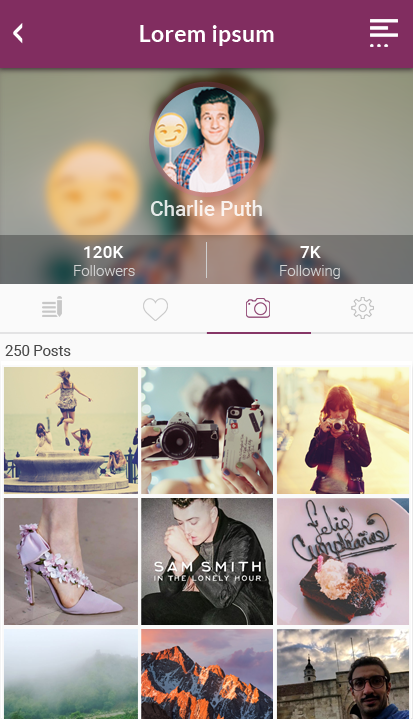 Lorem ipsum
Charlie Puth
120K
Followers
7K
Following
250 Posts
SAM SMITH
IN THE LONELY HOUR
Feliz
Cumpleaños